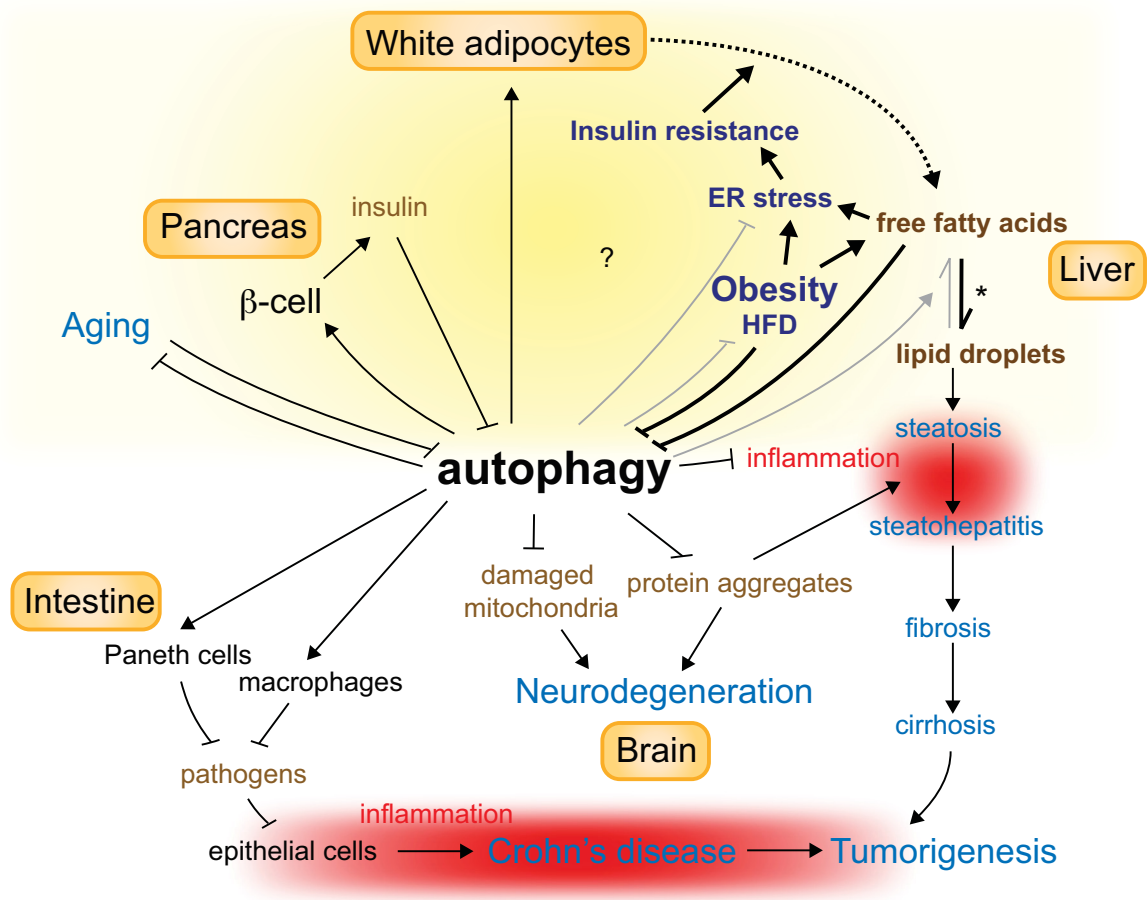 White adipocytes
Insulin resistance
Pancreas
insulin
ER stress
free fatty acids
?
Liver
β-cell
Obesity
HFD
*
Aging
lipid droplets
steatosis
autophagy
inflammation
steatohepatitis
damaged
mitochondria
protein aggregates
Intestine
fibrosis
Paneth cells
macrophages
Neurodegeneration
cirrhosis
Brain
pathogens
inflammation
epithelial cells
Crohn's disease
Tumorigenesis